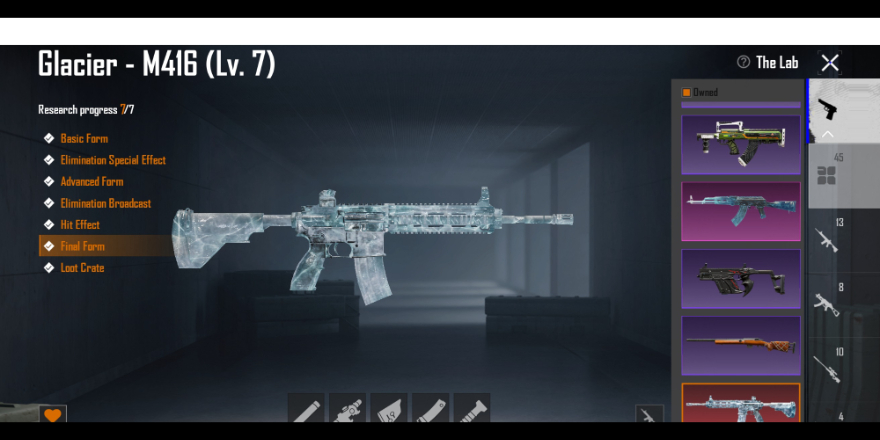 Glacier - M416 (Lv. 7)
The Lab
Research progress 7/7
Owned
Basic Form
Elimination Special Effect
Advanced Form
Elimination Broadcast
Hit Effect
Final Form
Loot Crate
45
13
8
10
4